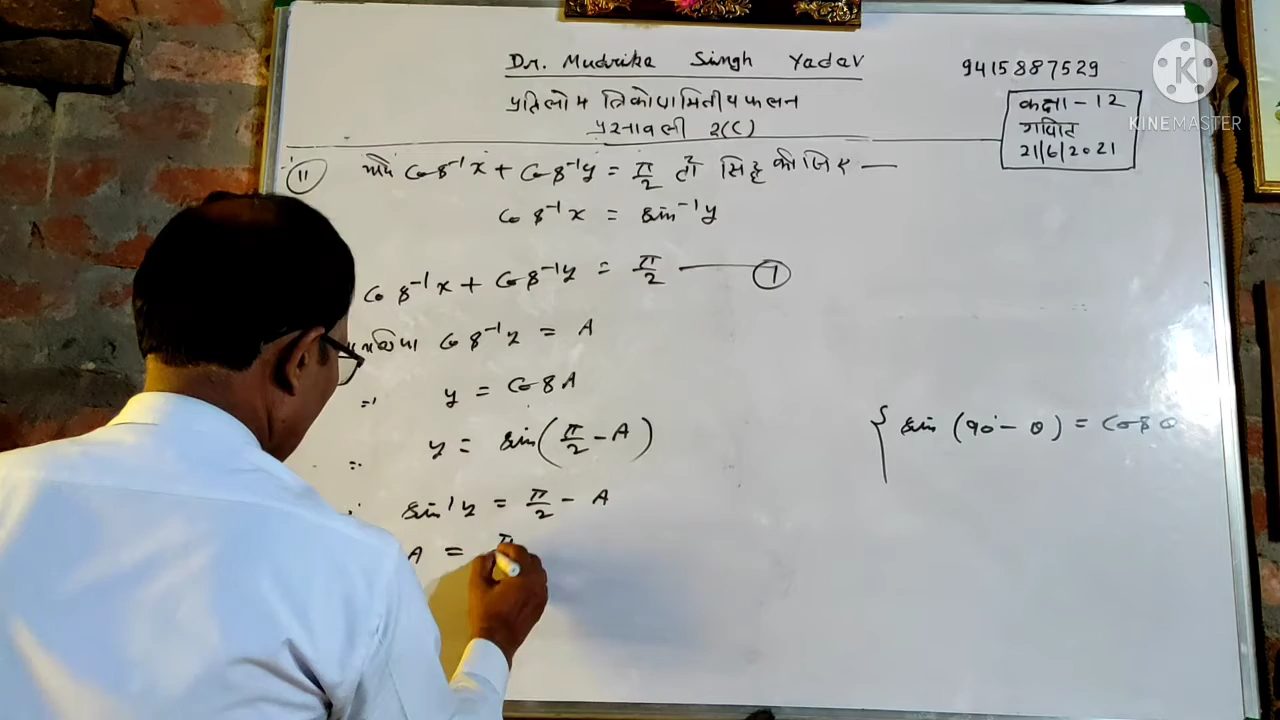 Dr. Mudrika Singh Yadav
9415887529
प्रतिलोम त्रिकोणमितीय फलन
प्रश्नावली 2(C)
कक्षा - 12
गणित
21/6/2021
KINEMASTER
(11) यदि Cos⁻¹x + Cos⁻¹y = π/2 तो सिद्ध कीजिए —
Cos⁻¹x = sin⁻¹y
Cos⁻¹x + Cos⁻¹y = π/2 — (1)
Cos⁻¹y = A
∴ y = Cos A
∴ y = sin(π/2 - A)
{ sin (90° - θ) = Cos θ
∴ sin⁻¹y = π/2 - A
A = π